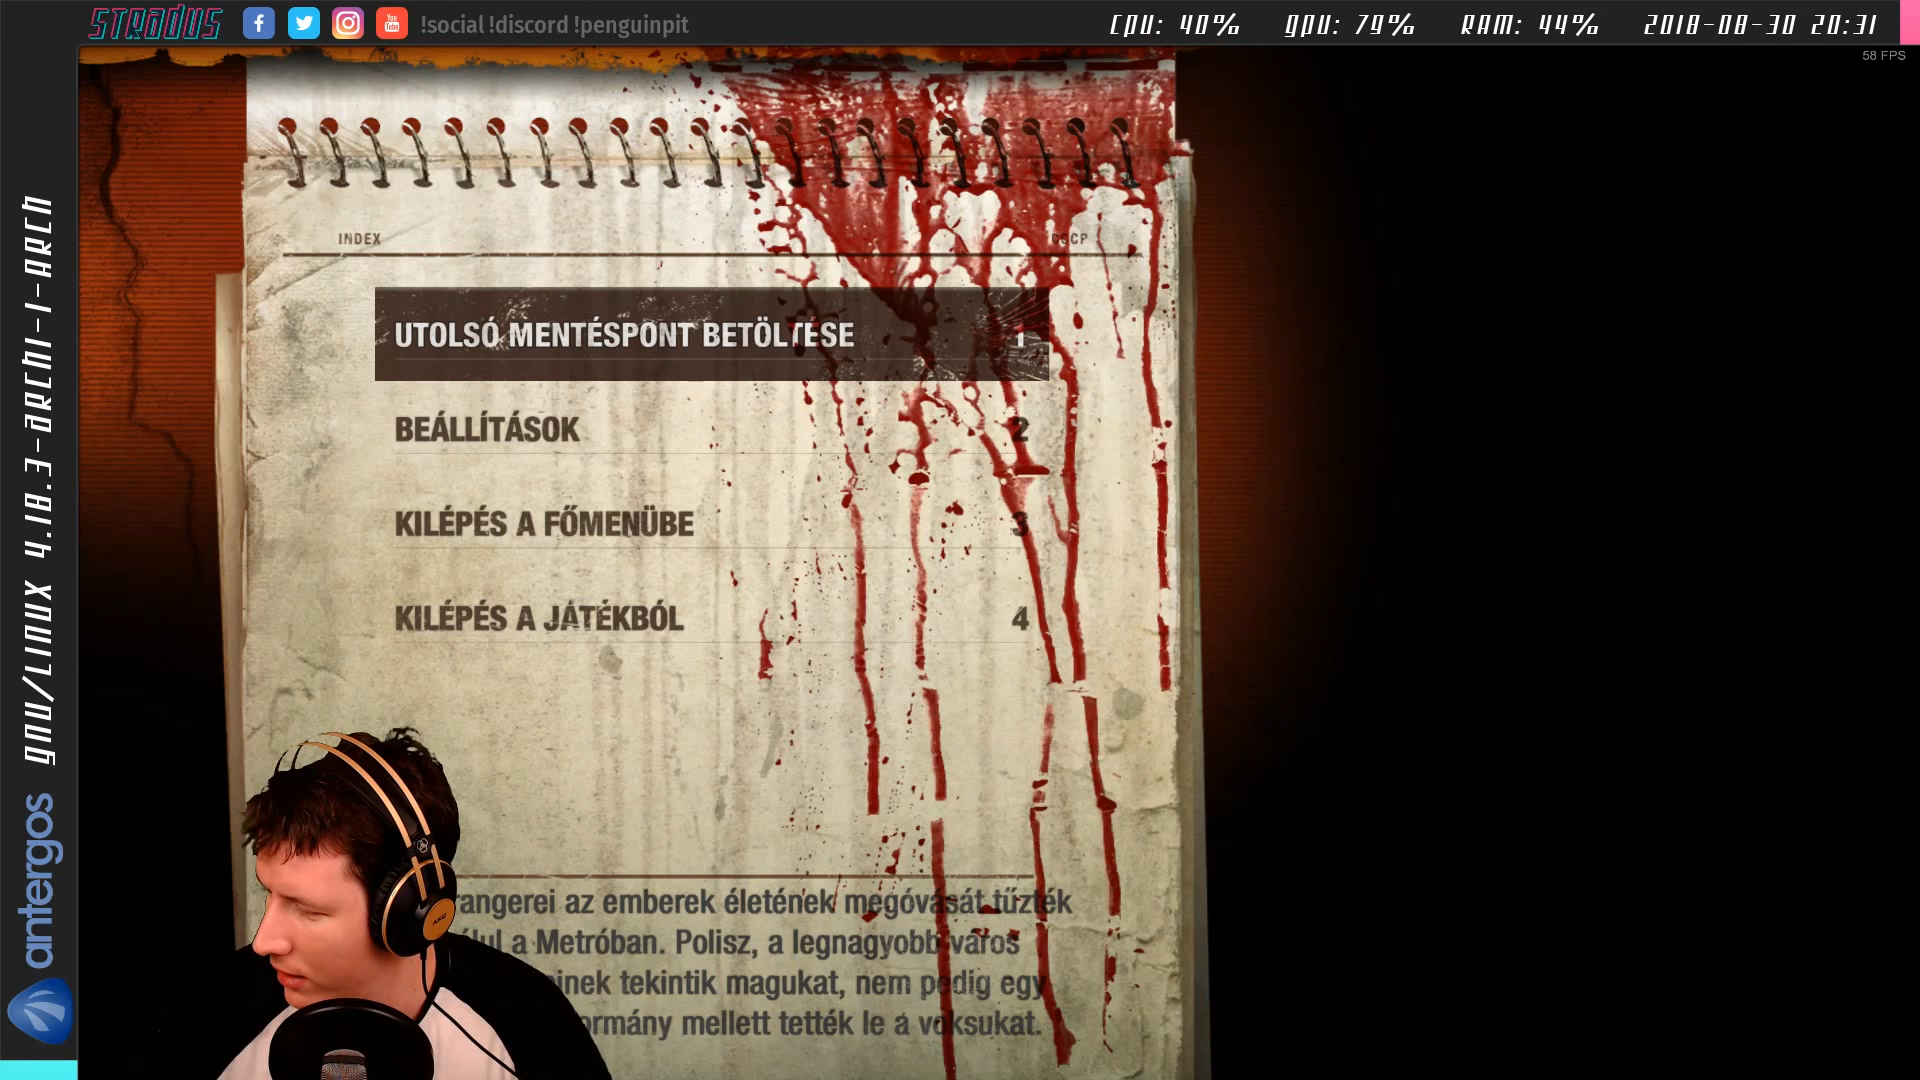 STRADUS
!social !discord !penguinpit
CPU: 40%
GPU: 79%
RAM: 44%
2018-08-30 20:31
58 FPS
GNU/LINUX 4.18.3-ARCH1-1-ARCH
antergos
INDEX
UTOLSÓ MENTÉSPONT BETÖLTÉSE 1
BEÁLLÍTÁSOK 2
KILÉPÉS A FŐMENÜBE 3
KILÉPÉS A JÁTÉKBÓL 4
rangerei az emberek életének megóvását tűzték
a Metróban. Polisz, a legnagyobb város
tekintik magukat, nem pedig egy
mellett tették le a voksukat.
AKG